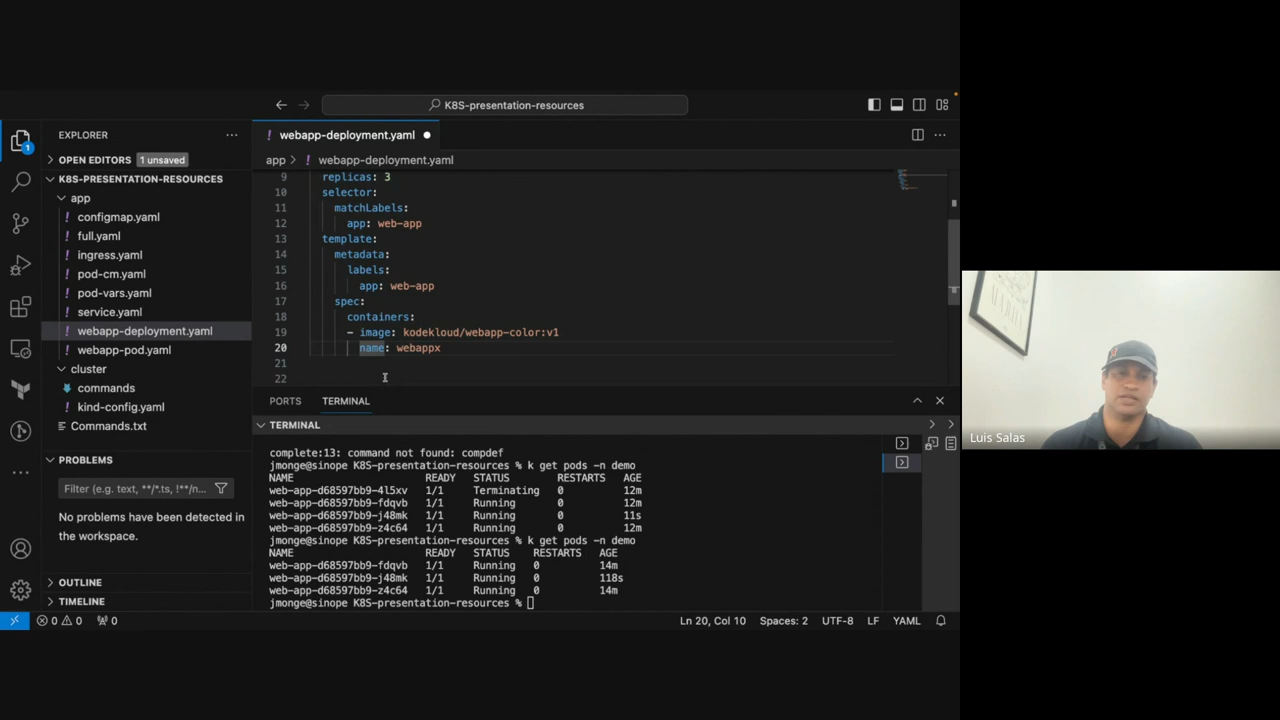 K8S-presentation-resources
EXPLORER
webapp-deployment.yaml
OPEN EDITORS 1 unsaved
app > webapp-deployment.yaml
K8S-PRESENTATION-RESOURCES
app
configmap.yaml
full.yaml
ingress.yaml
pod-cm.yaml
pod-vars.yaml
service.yaml
webapp-deployment.yaml
webapp-pod.yaml
cluster
commands
kind-config.yaml
Commands.txt
PROBLEMS
Filter (e.g. text, **/*.ts, !**/n...
No problems have been detected in
the workspace.
OUTLINE
TIMELINE
1
9 replicas: 3
10 selector:
11 matchLabels:
12 app: web-app
13 template:
14 metadata:
15 labels:
16 app: web-app
17 spec:
18 containers:
19 - image: kodekloud/webapp-color:v1
20 name: webappx
21
22
PORTS TERMINAL
TERMINAL
complete:13: command not found: compdef
jmonge@sinope K8S-presentation-resources % k get pods -n demo
NAME READY STATUS RESTARTS AGE
web-app-d68597bb9-4l5xv 1/1 Terminating 0 12m
web-app-d68597bb9-fdqvb 1/1 Running 0 12m
web-app-d68597bb9-j48mk 1/1 Running 0 11s
web-app-d68597bb9-z4c64 1/1 Running 0 12m
jmonge@sinope K8S-presentation-resources % k get pods -n demo
NAME READY STATUS RESTARTS AGE
web-app-d68597bb9-fdqvb 1/1 Running 0 14m
web-app-d68597bb9-j48mk 1/1 Running 0 118s
web-app-d68597bb9-z4c64 1/1 Running 0 14m
jmonge@sinope K8S-presentation-resources %
0 0 0
Ln 20, Col 10 Spaces: 2 UTF-8 LF YAML
Luis Salas